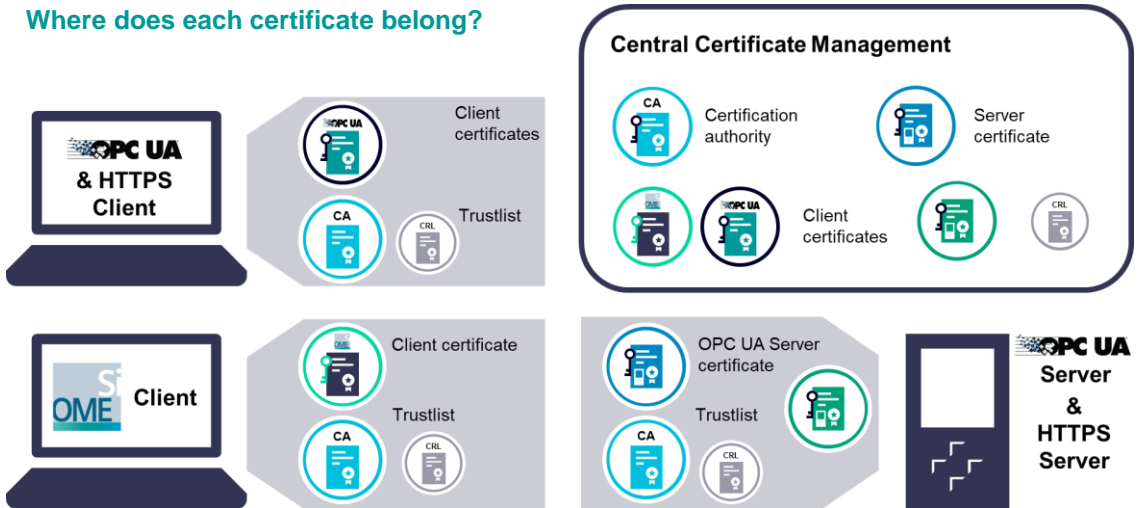 Where does each certificate belong?
OPC UA
& HTTPS
Client
OPC UA
Client
certificates
CA
CRL
Trustlist
Central Certificate Management
CA
Certification
authority
Server
certificate
OME
OPC UA
Client
certificates
CRL
Si
OME
Client
OME
Client certificate
Trustlist
CA
CRL
OPC UA Server
certificate
Trustlist
CA
CRL
OPC UA
Server
&
HTTPS
Server